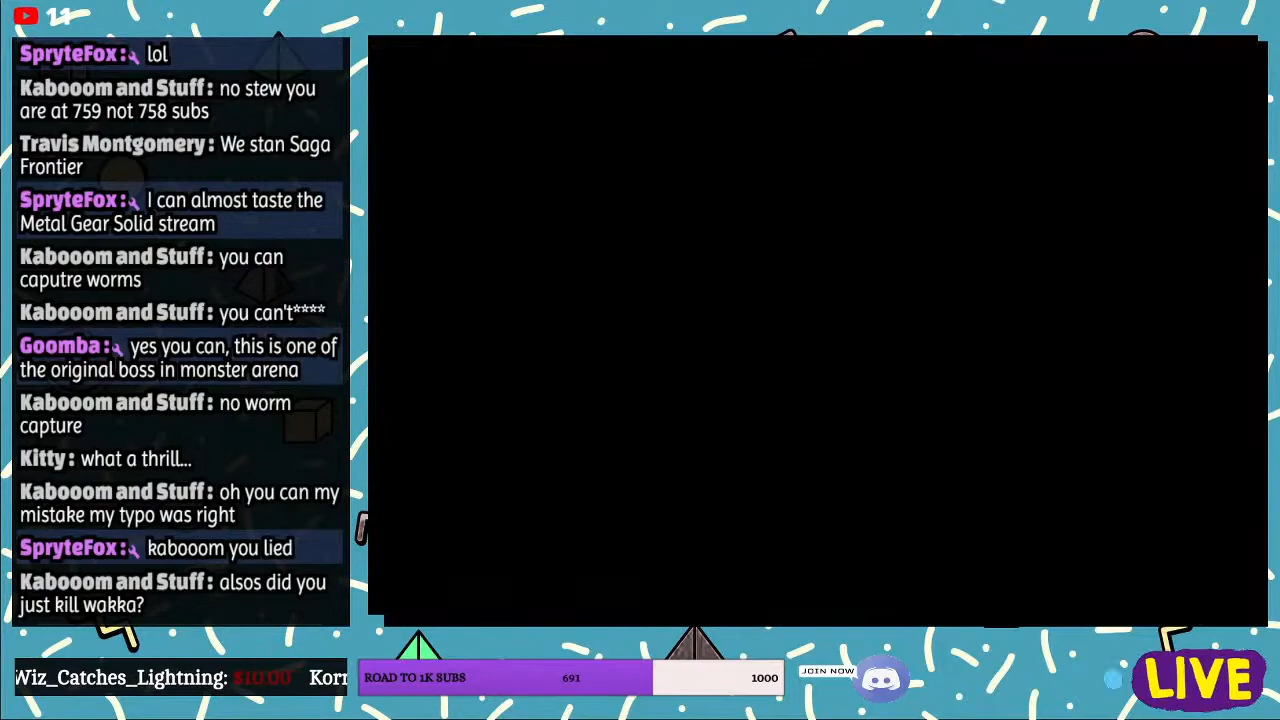 11
SpryteFox: lol
Kabooom and Stuff: no stew you
are at 759 not 758 subs
Travis Montgomery: We stan Saga
Frontier
SpryteFox: I can almost taste the
Metal Gear Solid stream
Kabooom and Stuff: you can
caputre worms
Kabooom and Stuff: you can't****
Goomba: yes you can, this is one of
the original boss in monster arena
Kabooom and Stuff: no worm
capture
Kitty: what a thrill...
Kabooom and Stuff: oh you can my
mistake my typo was right
SpryteFox: kabooom you lied
Kabooom and Stuff: alsos did you
just kill wakka?
Wiz_Catches_Lightning: $10.00 Korr
ROAD TO 1K SUBS 691 1000
JOIN NOW
LIVE